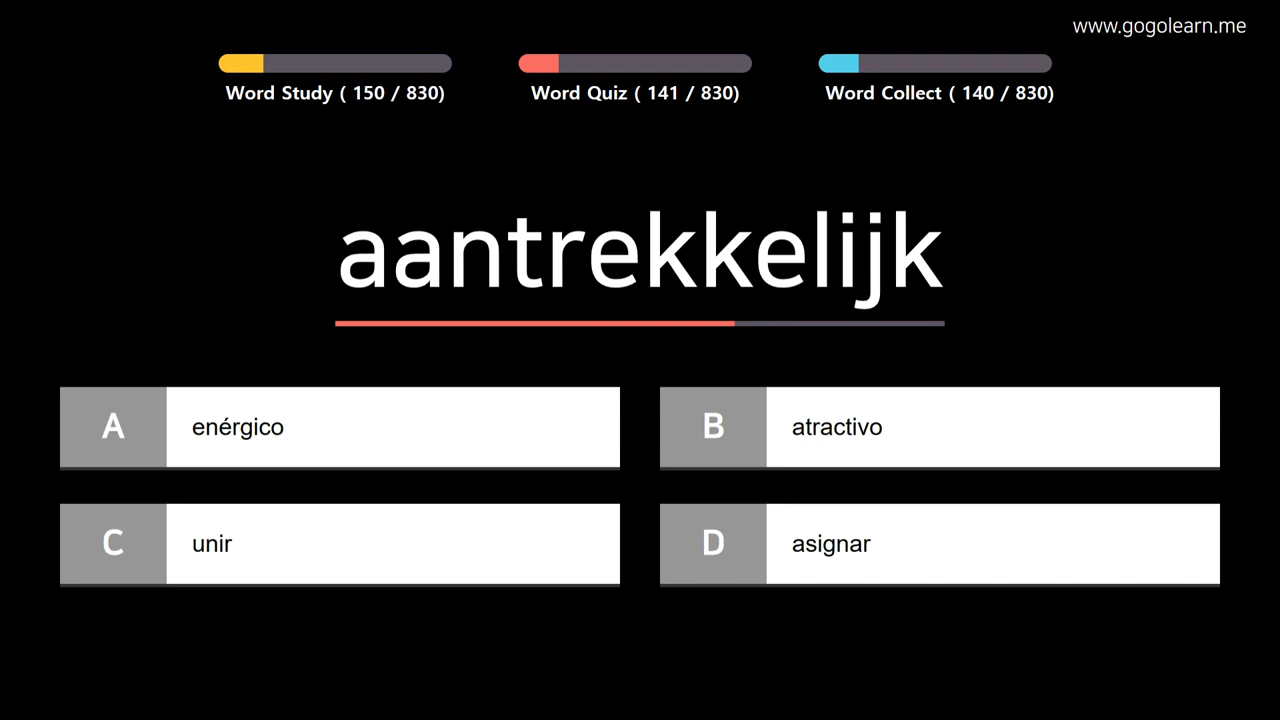 www.gogolearn.me
Word Study ( 150 / 830)
Word Quiz ( 141 / 830)
Word Collect ( 140 / 830)
aantrekkelijk
A enérgico
B atractivo
C unir
D asignar